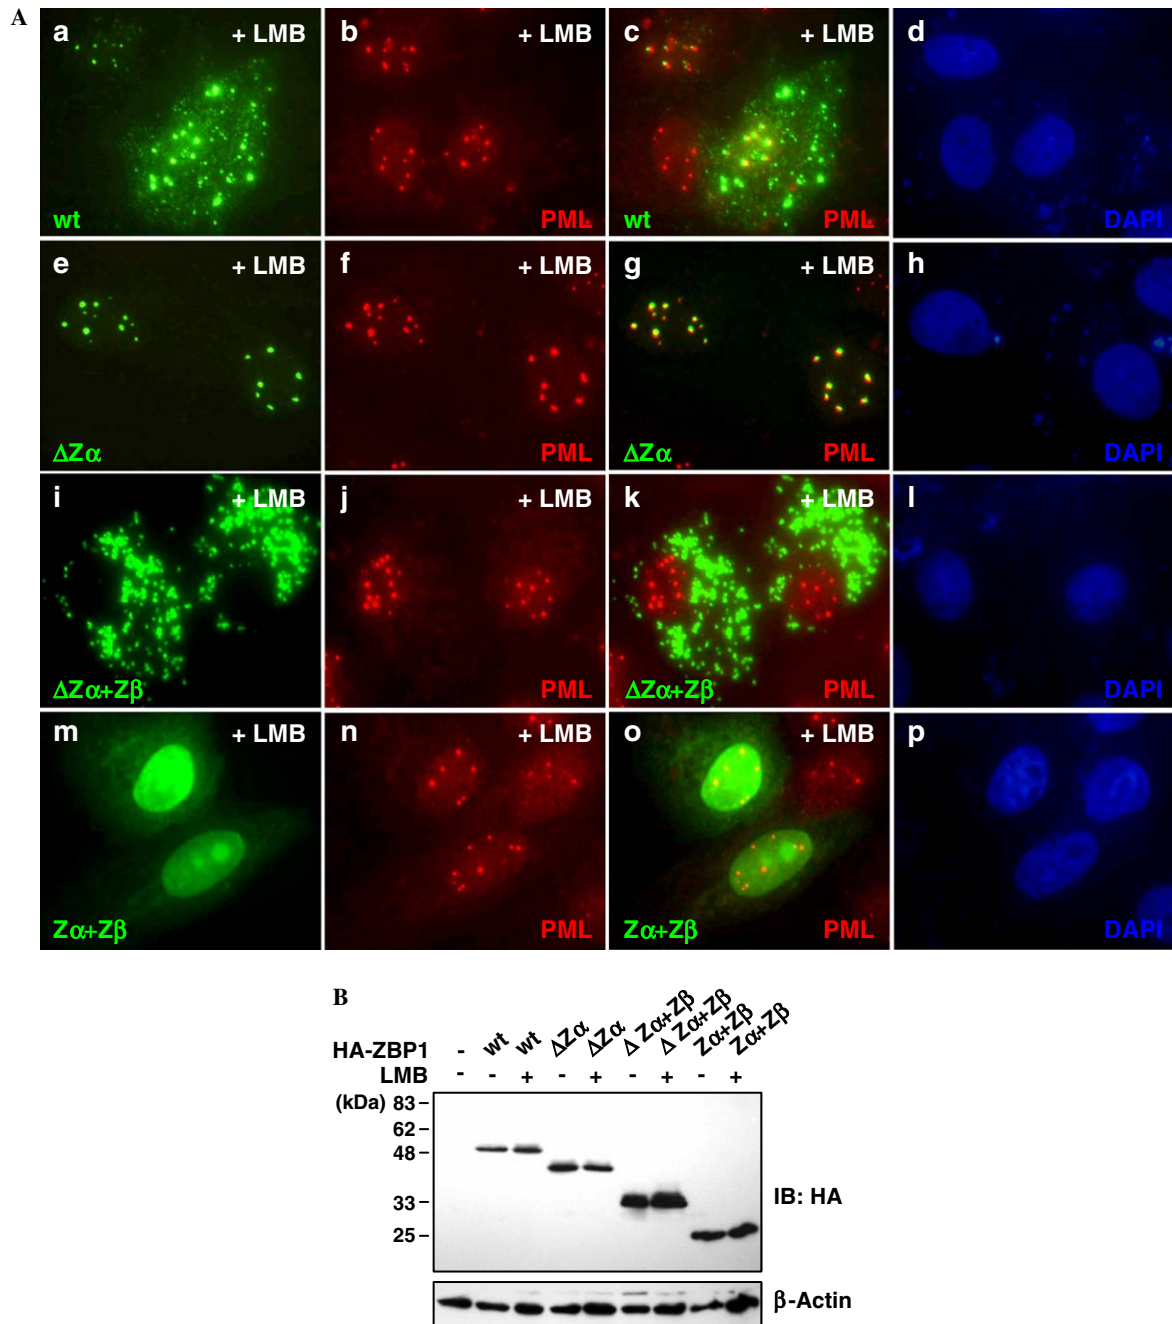 A
a + LMB b + LMB c + LMB d
wt PML wt PML DAPI
e + LMB f + LMB g + LMB h
ΔZα PML ΔZα PML DAPI
i + LMB j + LMB k + LMB l
ΔZα+Zβ PML ΔZα+Zβ PML DAPI
m + LMB n + LMB o + LMB p
Zα+Zβ PML Zα+Zβ PML DAPI
B
HA-ZBP1 - wt wt ΔZα ΔZα Δ Zα+Zβ Δ Zα+Zβ Zα+Zβ Zα+Zβ
LMB - - + - + - + - +
(kDa) 83
62
48
33 IB: HA
25
β-Actin